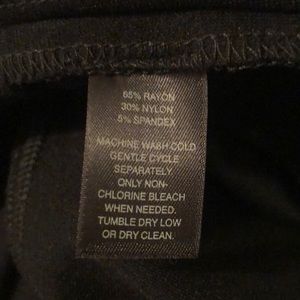 65% RAYON
30% NYLON
5% SPANDEX
MACHINE WASH COLD
GENTLE CYCLE
SEPARATELY
ONLY NON-
CHLORINE BLEACH
WHEN NEEDED.
TUMBLE DRY LOW
OR DRY CLEAN.